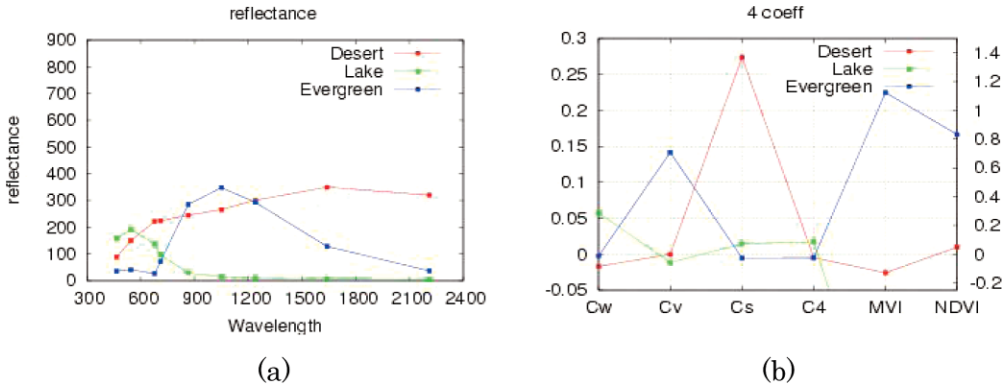 reflectance
900
800
700
600
500
400
300
200
100
0
reflectance
Desert
Lake
Evergreen
300 600 900 1200 1500 1800 2100 2400
Wavelength
(a)
4 coeff
0.3
0.25
0.2
0.15
0.1
0.05
0
-0.05
Desert
Lake
Evergreen
1.4
1.2
1
0.8
0.6
0.4
0.2
0
-0.2
Cw Cv Cs C4 MVI NDVI
(b)